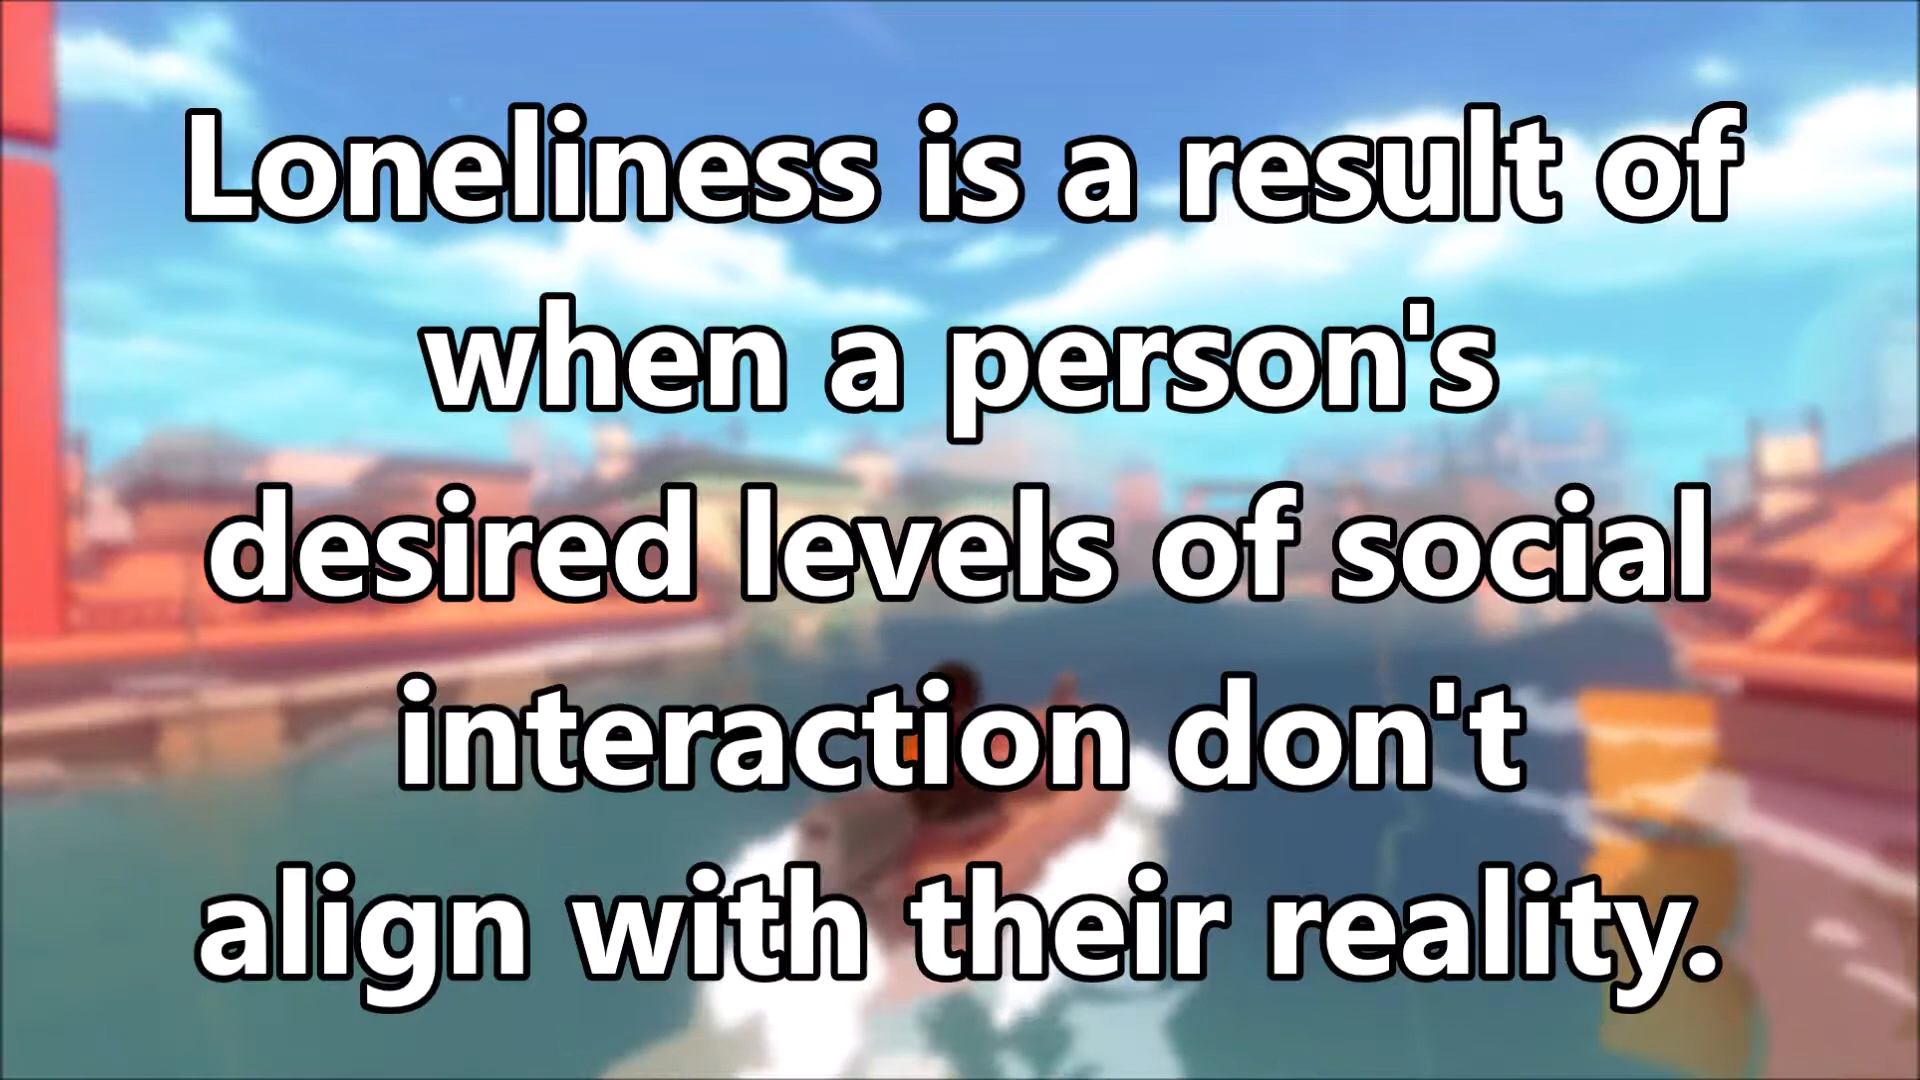 Loneliness is a result of
when a person's
desired levels of social
interaction don't
align with their reality.